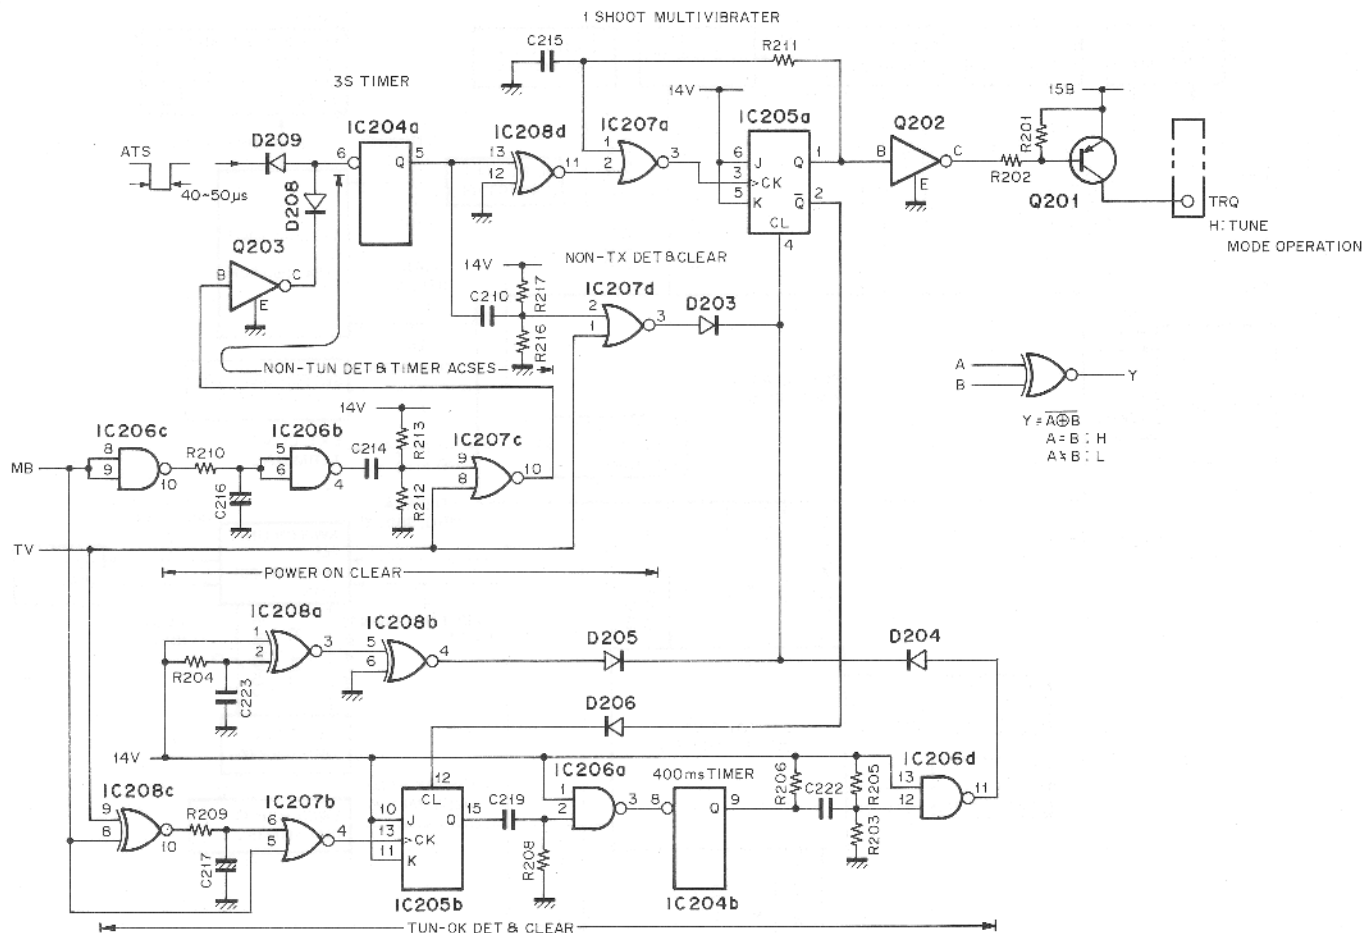 1 SHOOT MULTIVIBRATER
C215
R211
3S TIMER
14V
15B
IC204a
IC208d
IC207a
IC205a
Q202
R201
D209
ATS
6
Q
5
13
12
11
1
2
3
6
J
3
CK
5
K
Q
1
Q̅
2
CL
4
B
C
E
R202
Q201
TRQ
H:TUNE
MODE OPERATION
40~50µs
D208
Q203
B
C
E
14V
NON-TX DET&CLEAR
C210
R217
R216
IC207d
2
1
3
D203
NON-TUN DET & TIMER ACSES
A
B
Y
Y=A⊕B
A=B:H
A≠B:L
14V
IC206c
R210
IC206b
C214
R213
IC207c
MB
8
9
10
5
6
4
9
8
10
C216
R212
TV
POWER ON CLEAR
IC208a
IC208b
D205
D204
1
2
3
5
6
4
R204
C223
D206
14V
IC208c
R209
IC207b
12
CL
IC206a
400msTIMER
R206
C222
R205
IC206d
9
8
10
6
5
4
10
J
13
CK
11
K
Q
15
C219
1
2
3
8
Q
9
13
12
11
C217
R208
R203
IC205b
IC204b
TUN-OK DET & CLEAR